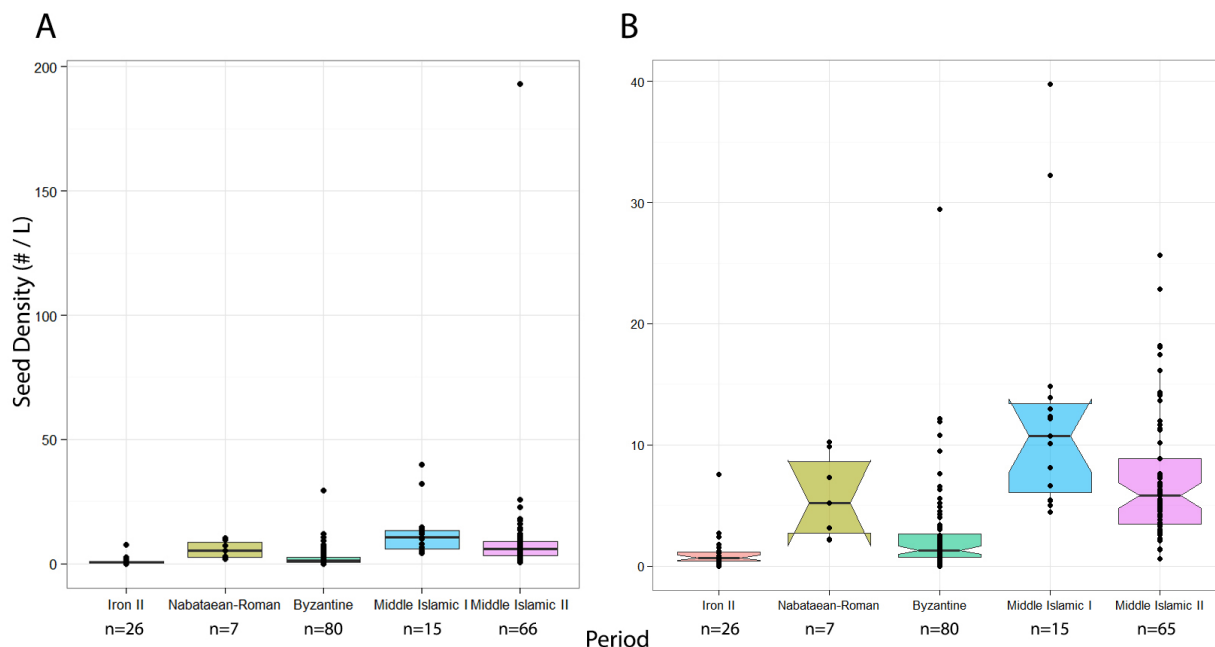 A
B
Seed Density (# / L)
200
150
100
50
0
40
30
20
10
0
Iron II
Nabataean-Roman
Byzantine
Middle Islamic I
Middle Islamic II
n=26
n=7
n=80
n=15
n=66
Iron II
Nabataean-Roman
Byzantine
Middle Islamic I
Middle Islamic II
n=26
n=7
n=80
n=15
n=65
Period